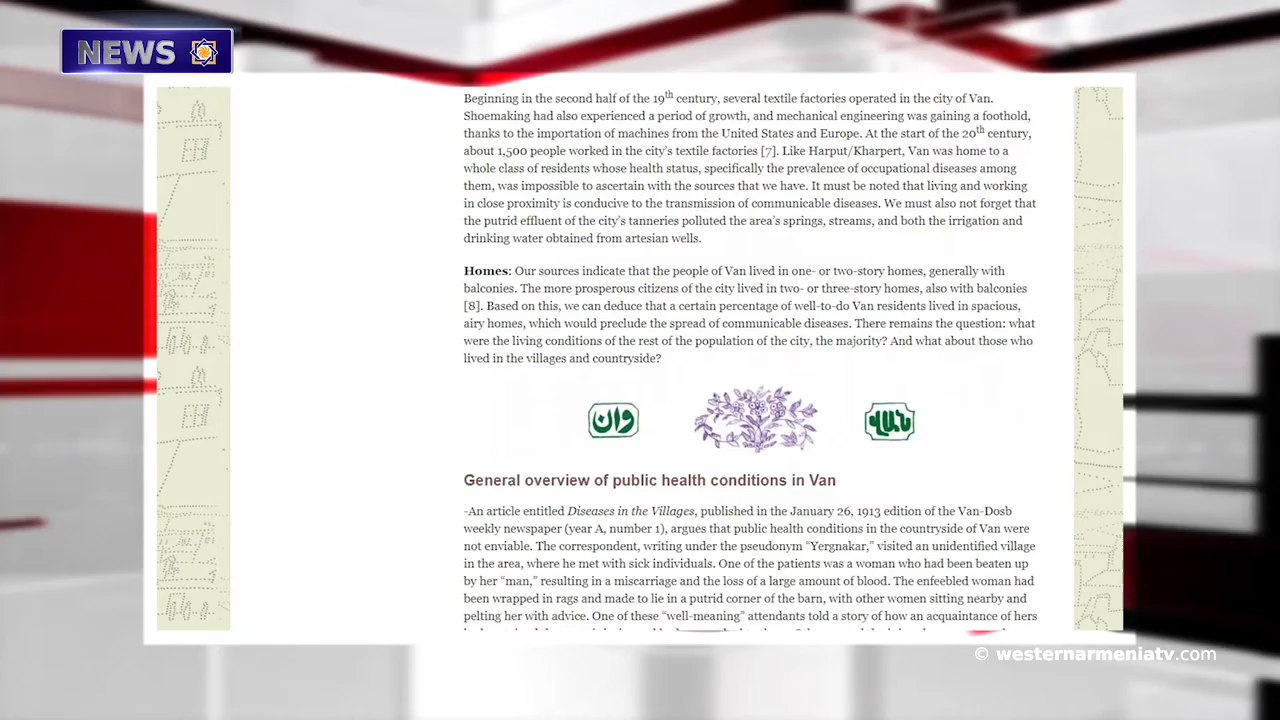 NEWS
Beginning in the second half of the 19th century, several textile factories operated in the city of Van.
Shoemaking had also experienced a period of growth, and mechanical engineering was gaining a foothold,
thanks to the importation of machines from the United States and Europe. At the start of the 20th century,
about 1,500 people worked in the city's textile factories [7]. Like Harput/Kharpert, Van was home to a
whole class of residents whose health status, specifically the prevalence of occupational diseases among
them, was impossible to ascertain with the sources that we have. It must be noted that living and working
in close proximity is conducive to the transmission of communicable diseases. We must also not forget that
the putrid effluent of the city's tanneries polluted the area's springs, streams, and both the irrigation and
drinking water obtained from artesian wells.
Homes: Our sources indicate that the people of Van lived in one- or two-story homes, generally with
balconies. The more prosperous citizens of the city lived in two- or three-story homes, also with balconies
[8]. Based on this, we can deduce that a certain percentage of well-to-do Van residents lived in spacious,
airy homes, which would preclude the spread of communicable diseases. There remains the question: what
were the living conditions of the rest of the population of the city, the majority? And what about those who
lived in the villages and countryside?
وان
Վան
General overview of public health conditions in Van
-An article entitled Diseases in the Villages, published in the January 26, 1913 edition of the Van-Dosb
weekly newspaper (year A, number 1), argues that public health conditions in the countryside of Van were
not enviable. The correspondent, writing under the pseudonym “Yergnakar,” visited an unidentified village
in the area, where he met with sick individuals. One of the patients was a woman who had been beaten up
by her “man,” resulting in a miscarriage and the loss of a large amount of blood. The enfeebled woman had
been wrapped in rags and made to lie in a putrid corner of the barn, with other women sitting nearby and
pelting her with advice. One of these “well-meaning” attendants told a story of how an acquaintance of hers
© westernarmeniatv.com